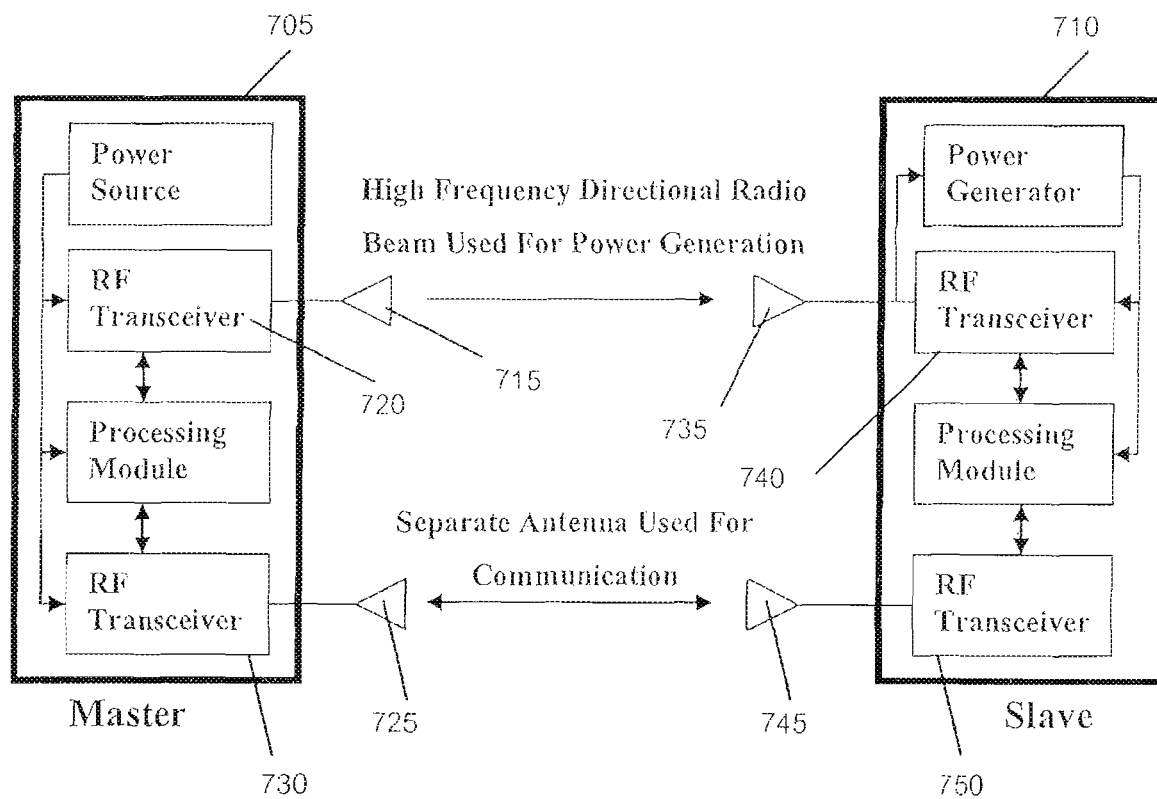 705
710
Power
Source
Power
Generator
High Frequency Directional Radio
Beam Used For Power Generation
RF
Transceiver
RF
Transceiver
715
720
735
740
Processing
Module
Processing
Module
Separate Antenna Used For
Communication
RF
Transceiver
RF
Transceiver
Master
725
745
Slave
730
750